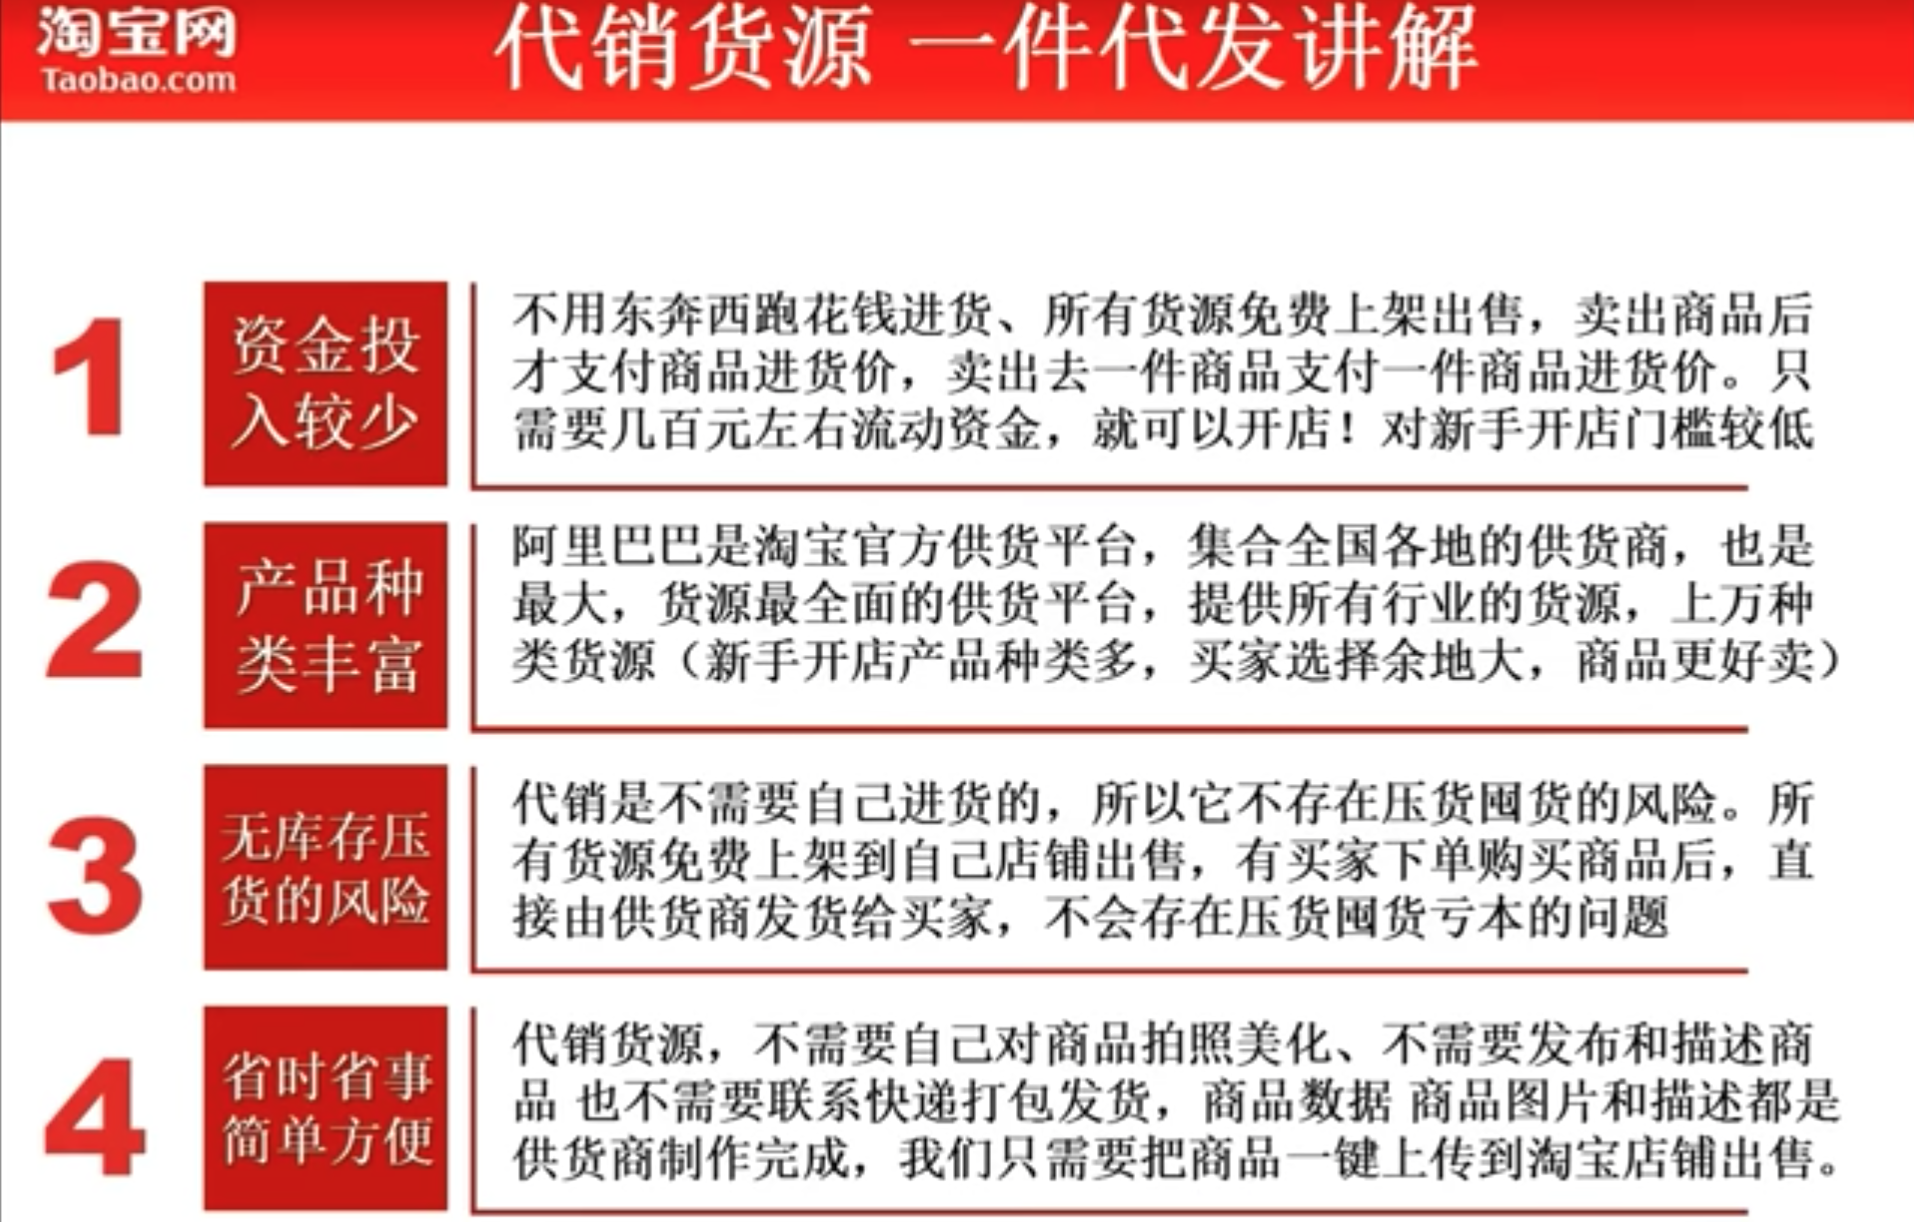 淘宝网
Taobao.com
代销货源 一件代发讲解
1
资金投
入较少
不用东奔西跑花钱进货、所有货源免费上架出售，卖出商品后
才支付商品进货价，卖出去一件商品支付一件商品进货价。只
需要几百元左右流动资金，就可以开店！对新手开店门槛较低
2
产品种
类丰富
阿里巴巴是淘宝官方供货平台，集合全国各地的供货商，也是
最大，货源最全面的供货平台，提供所有行业的货源，上万种
类货源（新手开店产品种类多，买家选择余地大，商品更好卖）
3
无库存压
货的风险
代销是不需要自己进货的，所以它不存在压货囤货的风险。所
有货源免费上架到自己店铺出售，有买家下单购买商品后，直
接由供货商发货给买家，不会存在压货囤货亏本的问题
4
省时省事
简单方便
代销货源，不需要自己对商品拍照美化、不需要发布和描述商
品 也不需要联系快递打包发货，商品数据 商品图片和描述都是
供货商制作完成，我们只需要把商品一键上传到淘宝店铺出售。